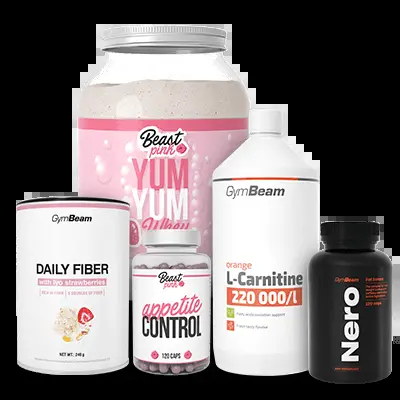 Beast
pink
YUM
YUM
Whey
GymBeam
DAILY FIBER
with lyo strawberries
NET WT. 240 g
Beast
pink
appetite
CONTROL
120 CAPS
GymBeam
orange
L-Carnitine
220 000/l
GymBeam
Nero